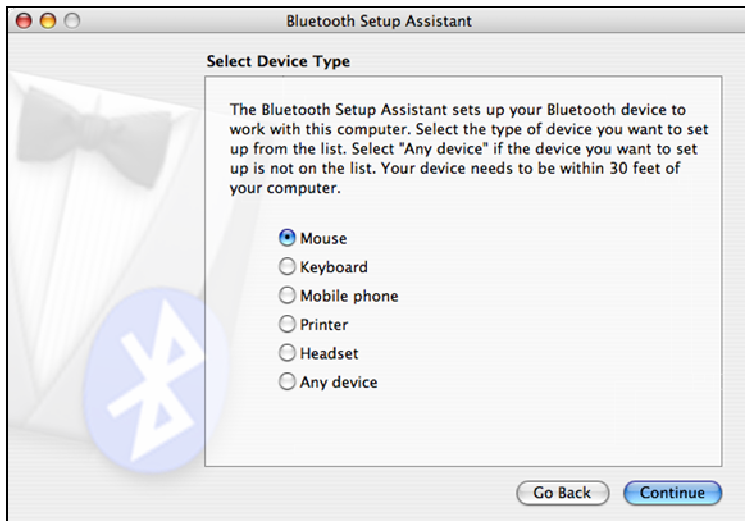 Bluetooth Setup Assistant
Select Device Type
The Bluetooth Setup Assistant sets up your Bluetooth device to
work with this computer. Select the type of device you want to set
up from the list. Select "Any device" if the device you want to set
up is not on the list. Your device needs to be within 30 feet of
your computer.
Mouse
Keyboard
Mobile phone
Printer
Headset
Any device
Go Back
Continue